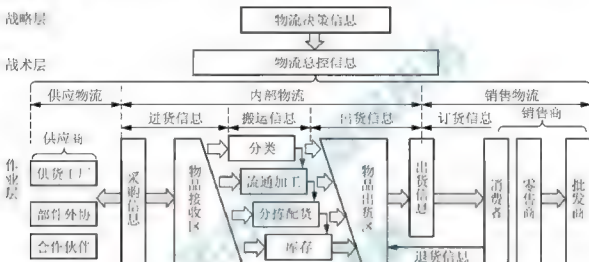 战略层
物流决策信息
战术层
物流总控信息
供应物流
内部物流
销售物流
进货信息
搬运信息
回货信息
订货信息
销售商
供应商
作业层
供货工厂
部件外协
合作伙伴
采购信息
物品接收区
分类
流通加工
分拣配货
库存
物品出货区
出货信息
消费者
零售商
批发商
退货信息